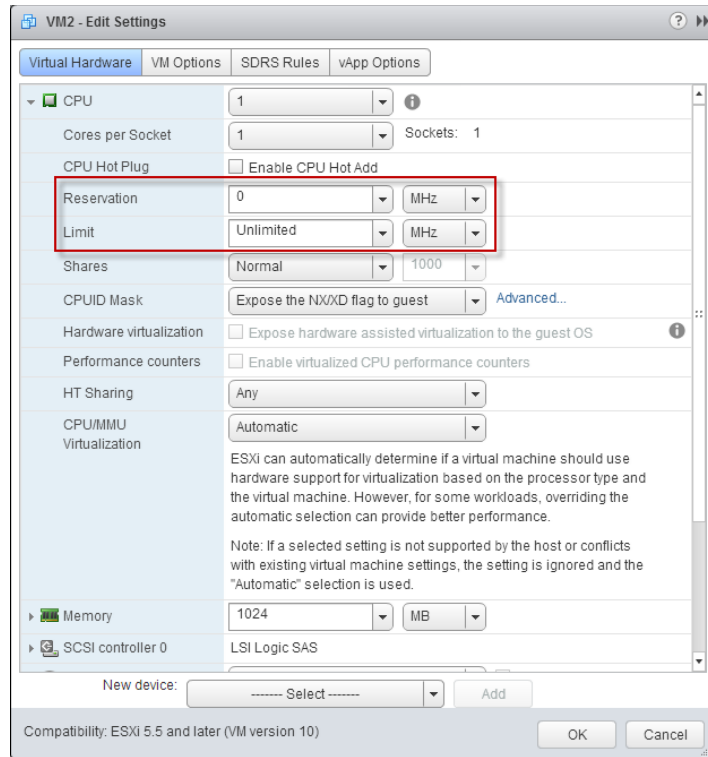 VM2 - Edit Settings
Virtual Hardware VM Options SDRS Rules vApp Options
CPU 1
Cores per Socket 1 Sockets: 1
CPU Hot Plug Enable CPU Hot Add
Reservation 0 MHz
Limit Unlimited MHz
Shares Normal 1000
CPUID Mask Expose the NX/XD flag to guest Advanced...
Hardware virtualization Expose hardware assisted virtualization to the guest OS
Performance counters Enable virtualized CPU performance counters
HT Sharing Any
CPU/MMU Automatic
Virtualization
ESXi can automatically determine if a virtual machine should use
hardware support for virtualization based on the processor type and
the virtual machine. However, for some workloads, overriding the
automatic selection can provide better performance.
Note: If a selected setting is not supported by the host or conflicts
with existing virtual machine settings, the setting is ignored and the
"Automatic" selection is used.
Memory 1024 MB
SCSI controller 0 LSI Logic SAS
New device: ------- Select ------- Add
Compatibility: ESXi 5.5 and later (VM version 10) OK Cancel